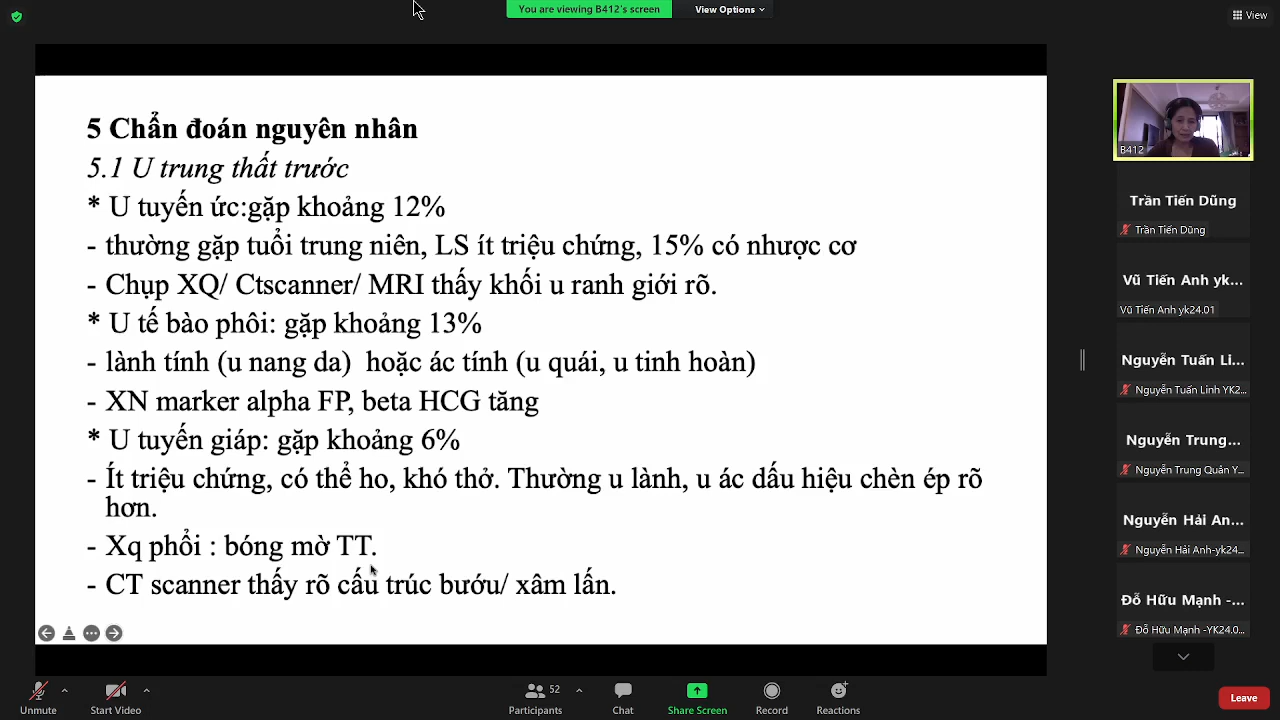 You are viewing B412's screen
View Options
View
5 Chẩn đoán nguyên nhân
5.1 U trung thất trước
* U tuyến ức:gặp khoảng 12%
- thường gặp tuổi trung niên, LS ít triệu chứng, 15% có nhược cơ
- Chụp XQ/ Ctscanner/ MRI thấy khối u ranh giới rõ.
* U tế bào phôi: gặp khoảng 13%
- lành tính (u nang da) hoặc ác tính (u quái, u tinh hoàn)
- XN marker alpha FP, beta HCG tăng
* U tuyến giáp: gặp khoảng 6%
- Ít triệu chứng, có thể ho, khó thở. Thường u lành, u ác dấu hiệu chèn ép rõ
hơn.
- Xq phổi : bóng mờ TT.
- CT scanner thấy rõ cấu trúc bướu/ xâm lấn.
B412
Trần Tiến Dũng
Trần Tiến Dũng
Vũ Tiến Anh yk...
Vũ Tiến Anh yk24.01
Nguyễn Tuấn Li...
Nguyễn Tuấn Linh YK2...
Nguyễn Trung...
Nguyễn Trung Quân Y...
Nguyễn Hải An...
Nguyễn Hải Anh-yk24...
Đỗ Hữu Mạnh -...
Đỗ Hữu Mạnh -YK24.0...
Unmute
Start Video
Participants
52
Chat
Share Screen
Record
Reactions
Leave